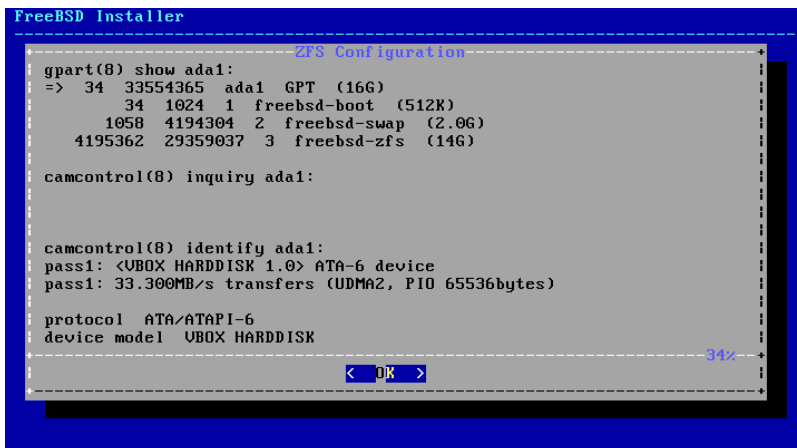 FreeBSD Installer
ZFS Configuration
gpart(8) show ada1:
=> 34 33554365 ada1 GPT (16G)
34 1024 1 freebsd-boot (512K)
1058 4194304 2 freebsd-swap (2.0G)
4195362 29359037 3 freebsd-zfs (14G)
camcontrol(8) inquiry ada1:
camcontrol(8) identify ada1:
pass1: <VBOX HARDDISK 1.0> ATA-6 device
pass1: 33.300MB/s transfers (UDMA2, PIO 65536bytes)
protocol ATA/ATAPI-6
device model VBOX HARDDISK
34%
< OK >